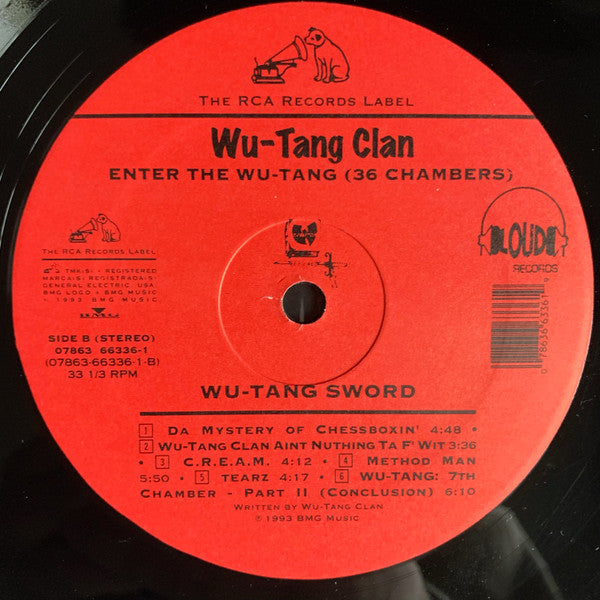 The RCA Records Label
Wu-Tang Clan
ENTER THE WU-TANG (36 CHAMBERS)
The RCA Records Label
TMK(S) • REGISTERED
MARCA(S) REGISTRADA(S)
GENERAL ELECTRIC, USA
BMG LOGO • BMG MUSIC
• 1993 BMG MUSIC
BMG
LOUD
RECORDS
0 78636 63361 9
SIDE B (STEREO)
07863 66336-1
(07863-66336-1-B)
33 1/3 RPM
WU-TANG SWORD
1 Da Mystery of Chessboxin' 4:48 •
2 Wu-Tang Clan Aint Nuthing Ta F' Wit 3:36
• 3 C.R.E.A.M. 4:12 • 4 Method Man
5:50 • 5 Tearz 4:17 • 6 Wu-Tang: 7th
Chamber - Part II (Conclusion) 6:10
Written by Wu-Tang Clan
℗ 1993 BMG Music